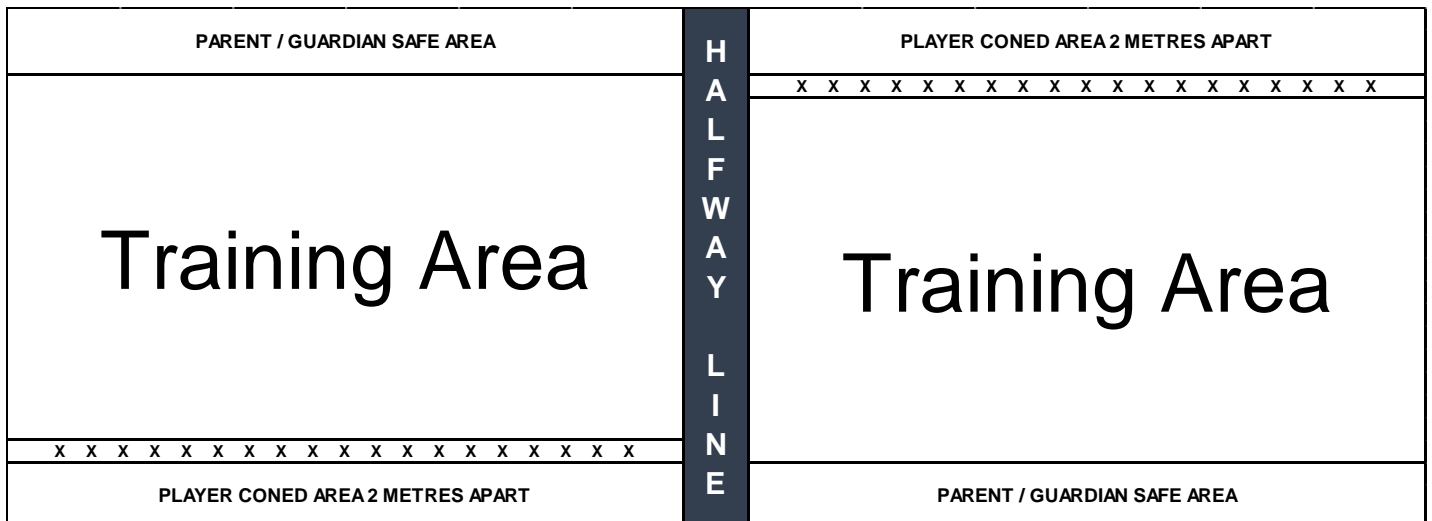 PARENT / GUARDIAN SAFE AREA
Training Area
X X X X X X X X X X X X X X X X X X X
PLAYER CONED AREA 2 METRES APART
HALFWAY LINE
PLAYER CONED AREA 2 METRES APART
X X X X X X X X X X X X X X X X X X X
Training Area
PARENT / GUARDIAN SAFE AREA